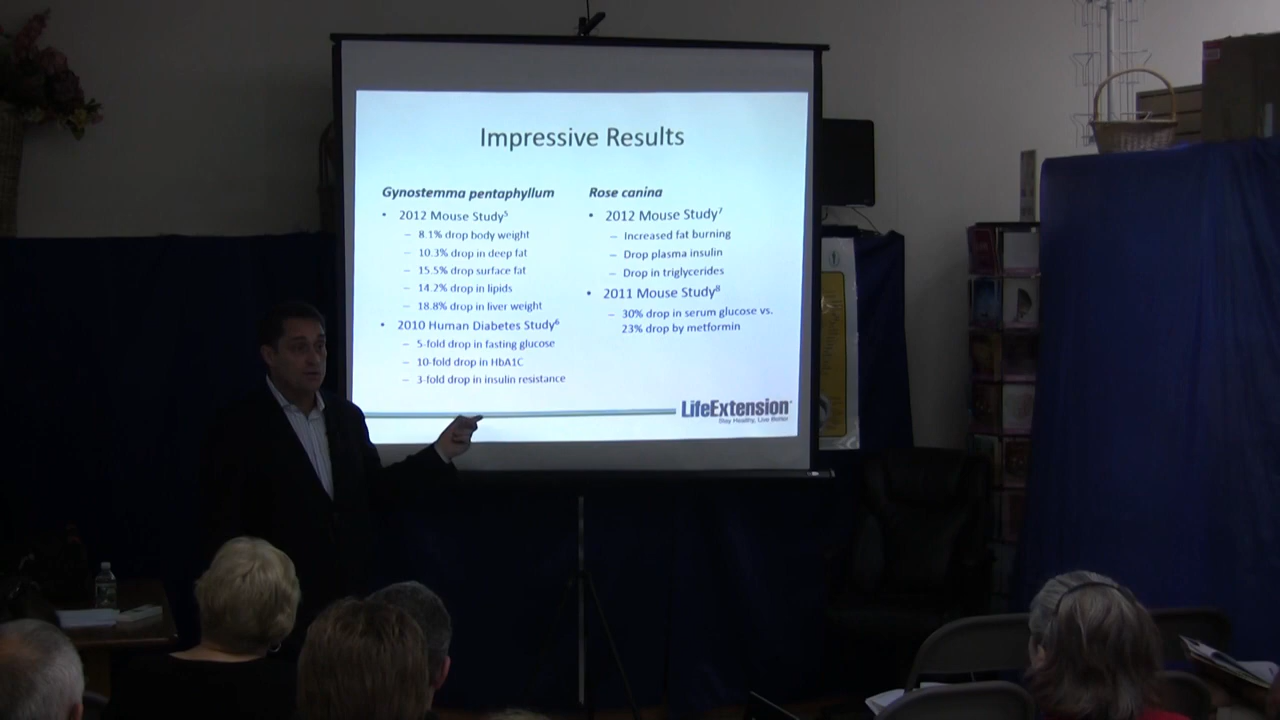 Impressive Results
Gynostemma pentaphyllum
• 2012 Mouse Study⁵
– 8.1% drop body weight
– 10.3% drop in deep fat
– 15.5% drop surface fat
– 14.2% drop in lipids
– 18.8% drop in liver weight
• 2010 Human Diabetes Study⁶
– 5-fold drop in fasting glucose
– 10-fold drop in HbA1C
– 3-fold drop in insulin resistance
Rose canina
• 2012 Mouse Study⁷
– Increased fat burning
– Drop plasma insulin
– Drop in triglycerides
• 2011 Mouse Study⁸
– 30% drop in serum glucose vs.
23% drop by metformin
LifeExtension
Stay Healthy, Live Better